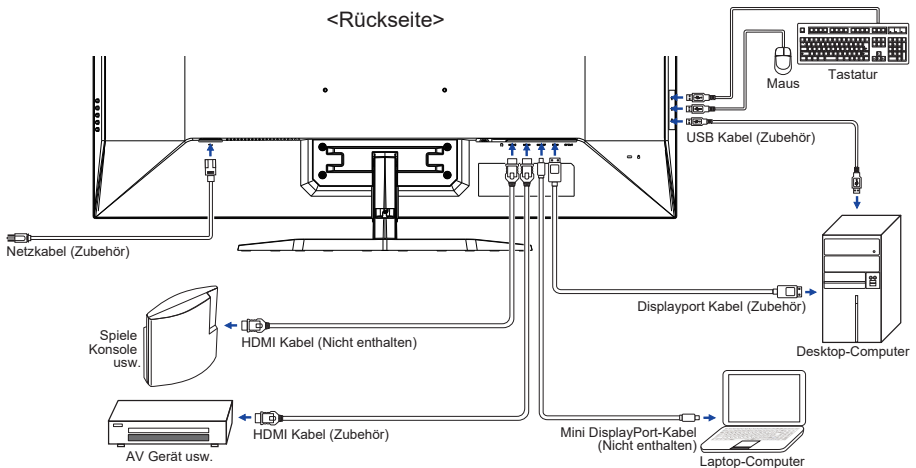 <Rückseite>
Maus
Tastatur
USB Kabel (Zubehör)
Netzkabel (Zubehör)
Displayport Kabel (Zubehör)
Spiele
Konsole
usw.
HDMI Kabel (Nicht enthalten)
Desktop-Computer
HDMI Kabel (Zubehör)
Mini DisplayPort-Kabel
(Nicht enthalten)
AV Gerät usw.
Laptop-Computer